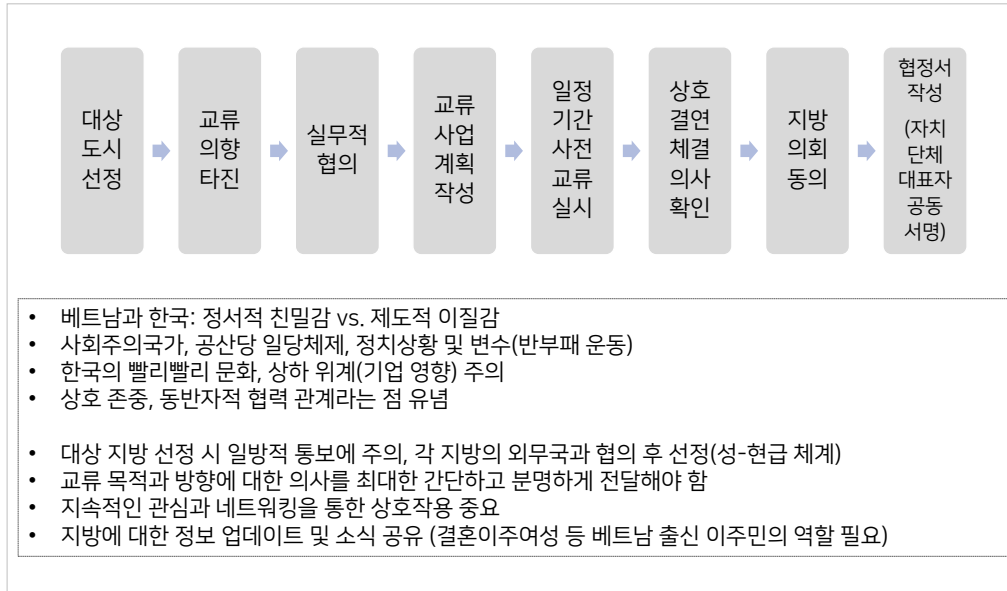 대상
도시
선정
교류
의향
타진
실무적
협의
교류
사업
계획
작성
일정
기간
사전
교류
실시
상호
결연
체결
의사
확인
지방
의회
동의
협정서
작성
(자치
단체
대표자
공동
서명)
• 베트남과 한국: 정서적 친밀감 vs. 제도적 이질감
• 사회주의국가, 공산당 일당체제, 정치상황 및 변수(반부패 운동)
• 한국의 빨리빨리 문화, 상하 위계(기업 영향) 주의
• 상호 존중, 동반자적 협력 관계라는 점 유념
• 대상 지방 선정 시 일방적 통보에 주의, 각 지방의 외무국과 협의 후 선정(성-현급 체계)
• 교류 목적과 방향에 대한 의사를 최대한 간단하고 분명하게 전달해야 함
• 지속적인 관심과 네트워킹을 통한 상호작용 중요
• 지방에 대한 정보 업데이트 및 소식 공유 (결혼이주여성 등 베트남 출신 이주민의 역할 필요)